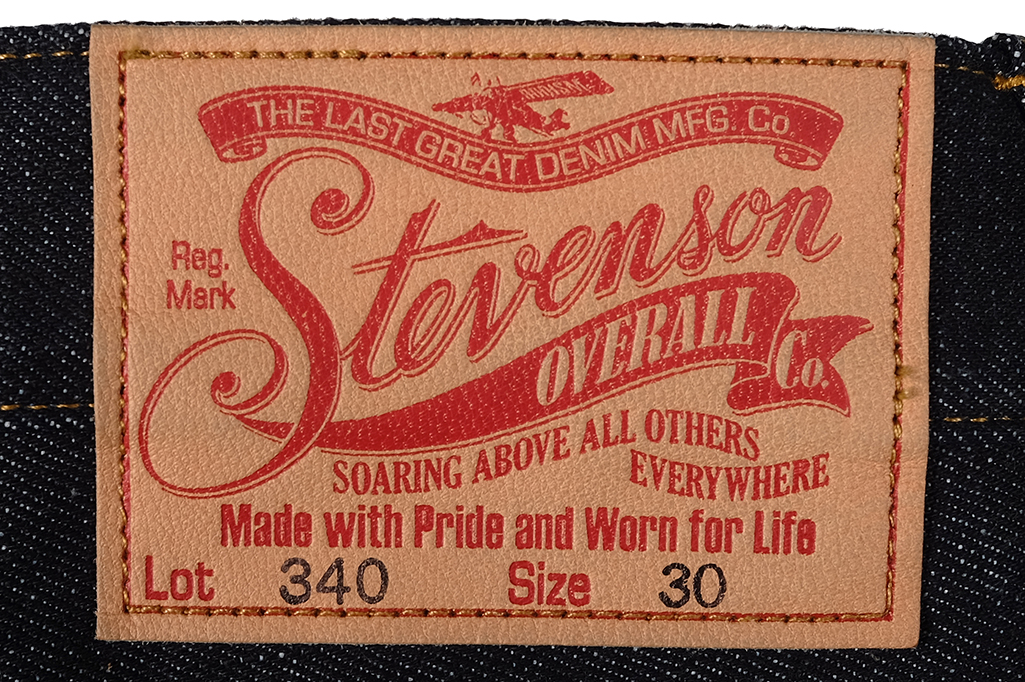 THE LAST GREAT DENIM MFG. Co.
Stevenson
Reg.
Mark
OVERALL Co.
SOARING ABOVE ALL OTHERS
EVERYWHERE
Made with Pride and Worn for Life
Lot 340 Size 30